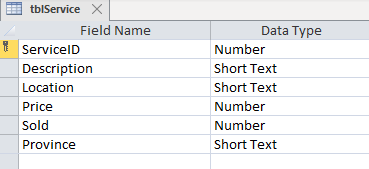 tblService
Field Name Data Type
ServiceID Number
Description Short Text
Location Short Text
Price Number
Sold Number
Province Short Text